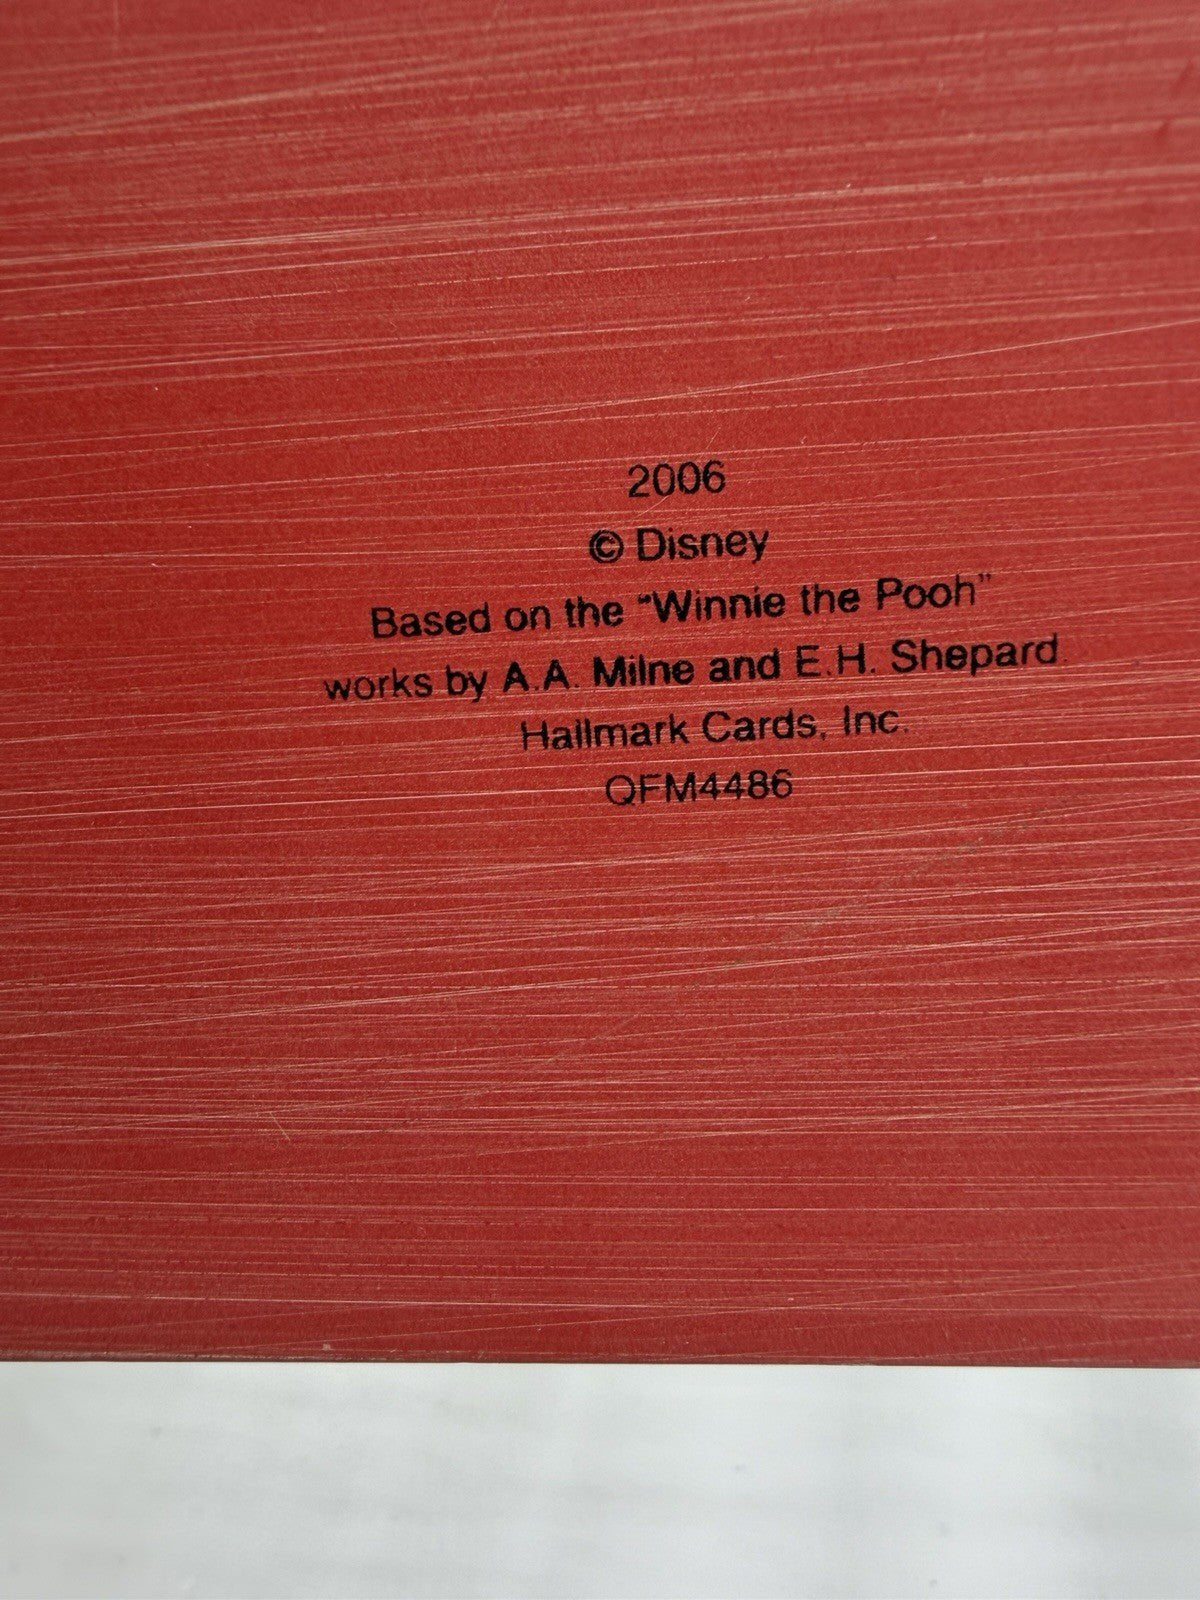 2006
© Disney
Based on the "Winnie the Pooh"
works by A.A. Milne and E.H. Shepard.
Hallmark Cards, Inc.
QFM4486